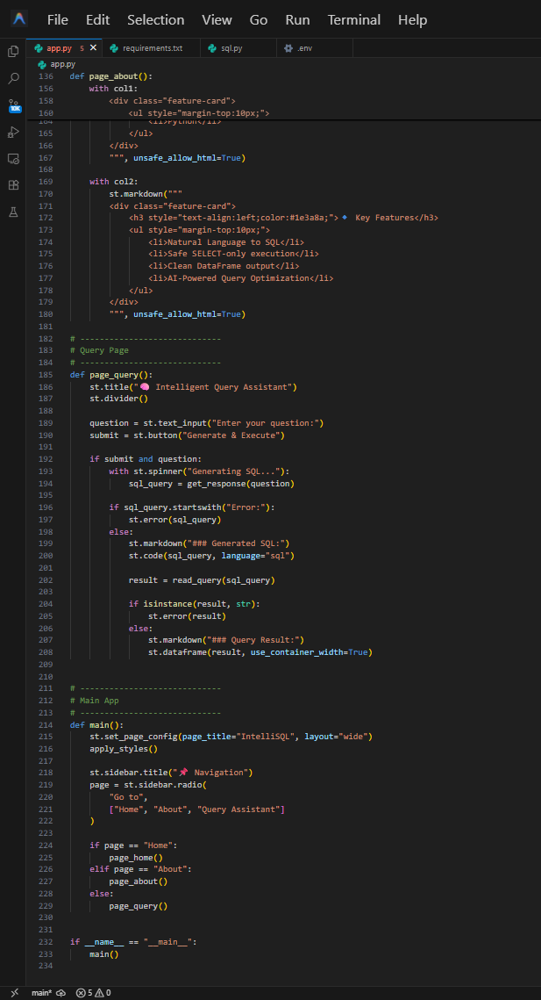 File Edit Selection View Go Run Terminal Help
app.py 5 requirements.txt sql.py .env
app.py
10K
136 def page_about():
156 with col1:
158 <div class="feature-card">
160 <ul style="margin-top:10px;">
164 <li>Python</li>
165 </ul>
166 </div>
167 """, unsafe_allow_html=True)
168
169 with col2:
170 st.markdown("""
171 <div class="feature-card">
172 <h3 style="text-align:left;color:#1e3a8a;">🔹 Key Features</h3>
173 <ul style="margin-top:10px;">
174 <li>Natural Language to SQL</li>
175 <li>Safe SELECT-only execution</li>
176 <li>Clean DataFrame output</li>
177 <li>AI-Powered Query Optimization</li>
178 </ul>
179 </div>
180 """, unsafe_allow_html=True)
181
182 # -----------------------------
183 # Query Page
184 # -----------------------------
185 def page_query():
186 st.title("🧠 Intelligent Query Assistant")
187 st.divider()
188
189 question = st.text_input("Enter your question:")
190 submit = st.button("Generate & Execute")
191
192 if submit and question:
193 with st.spinner("Generating SQL..."):
194 sql_query = get_response(question)
195
196 if sql_query.startswith("Error:"):
197 st.error(sql_query)
198 else:
199 st.markdown("### Generated SQL:")
200 st.code(sql_query, language="sql")
201
202 result = read_query(sql_query)
203
204 if isinstance(result, str):
205 st.error(result)
206 else:
207 st.markdown("### Query Result:")
208 st.dataframe(result, use_container_width=True)
209
210
211 # -----------------------------
212 # Main App
213 # -----------------------------
214 def main():
215 st.set_page_config(page_title="IntelliSQL", layout="wide")
216 apply_styles()
217
218 st.sidebar.title("📌 Navigation")
219 page = st.sidebar.radio(
220 "Go to",
221 ["Home", "About", "Query Assistant"]
222 )
223
224 if page == "Home":
225 page_home()
226 elif page == "About":
227 page_about()
228 else:
229 page_query()
230
231
232 if __name__ == "__main__":
233 main()
234
main* 5 0